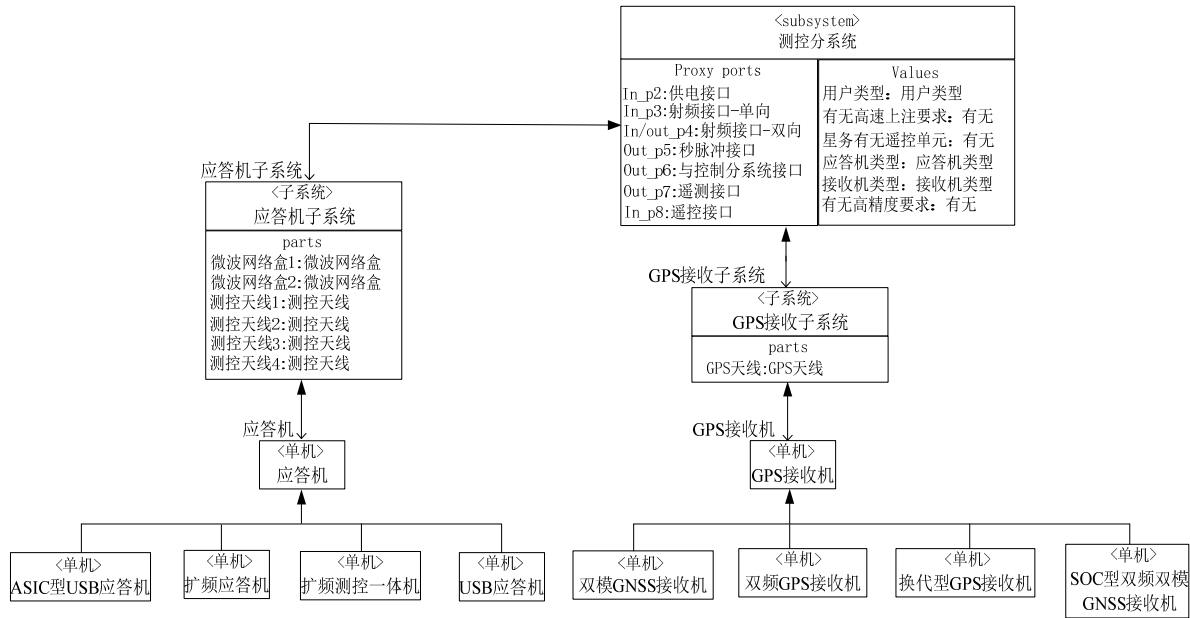 <subsystem>
测控分系统
Proxy ports
In_p2:供电接口
In_p3:射频接口-单向
In/out_p4:射频接口-双向
Out_p5:秒脉冲接口
Out_p6:与控制分系统接口
Out_p7:遥测接口
In_p8:遥控接口
Values
用户类型：用户类型
有无高速上注要求：有无
星务有无遥控单元：有无
应答机类型：应答机类型
接收机类型：接收机类型
有无高精度要求：有无
应答机子系统
<子系统>
应答机子系统
parts
微波网络盒1:微波网络盒
微波网络盒2:微波网络盒
测控天线1:测控天线
测控天线2:测控天线
测控天线3:测控天线
测控天线4:测控天线
GPS接收子系统
<子系统>
GPS接收子系统
parts
GPS天线:GPS天线
应答机
<单机>
应答机
GPS接收机
<单机>
GPS接收机
<单机>
ASIC型USB应答机
<单机>
扩频应答机
<单机>
扩频测控一体机
<单机>
USB应答机
<单机>
双模GNSS接收机
<单机>
双频GPS接收机
<单机>
换代型GPS接收机
<单机>
SOC型双频双模
GNSS接收机